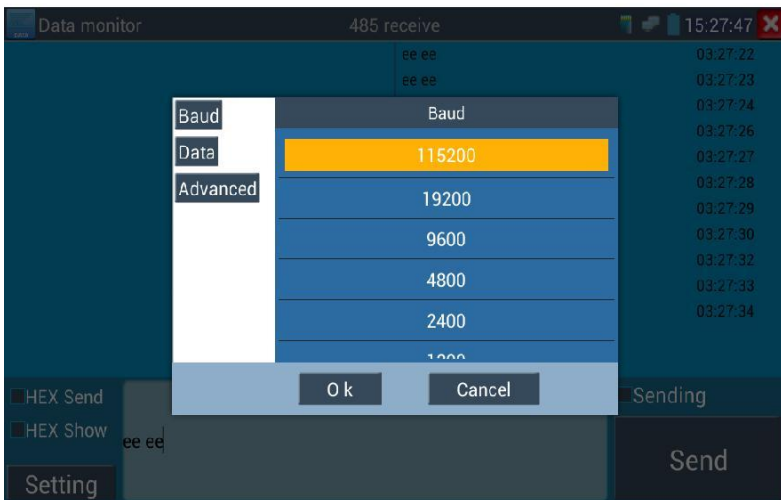 Data monitor
485 receive
15:27:47
ee ee 03:27:22
ee ee 03:27:23
03:27:24
03:27:26
03:27:27
03:27:28
03:27:29
03:27:30
03:27:32
03:27:33
03:27:34
Baud
Data
Advanced
Baud
115200
19200
9600
4800
2400
1200
Ok
Cancel
HEX Send
HEX Show
ee ee
Setting
Sending
Send